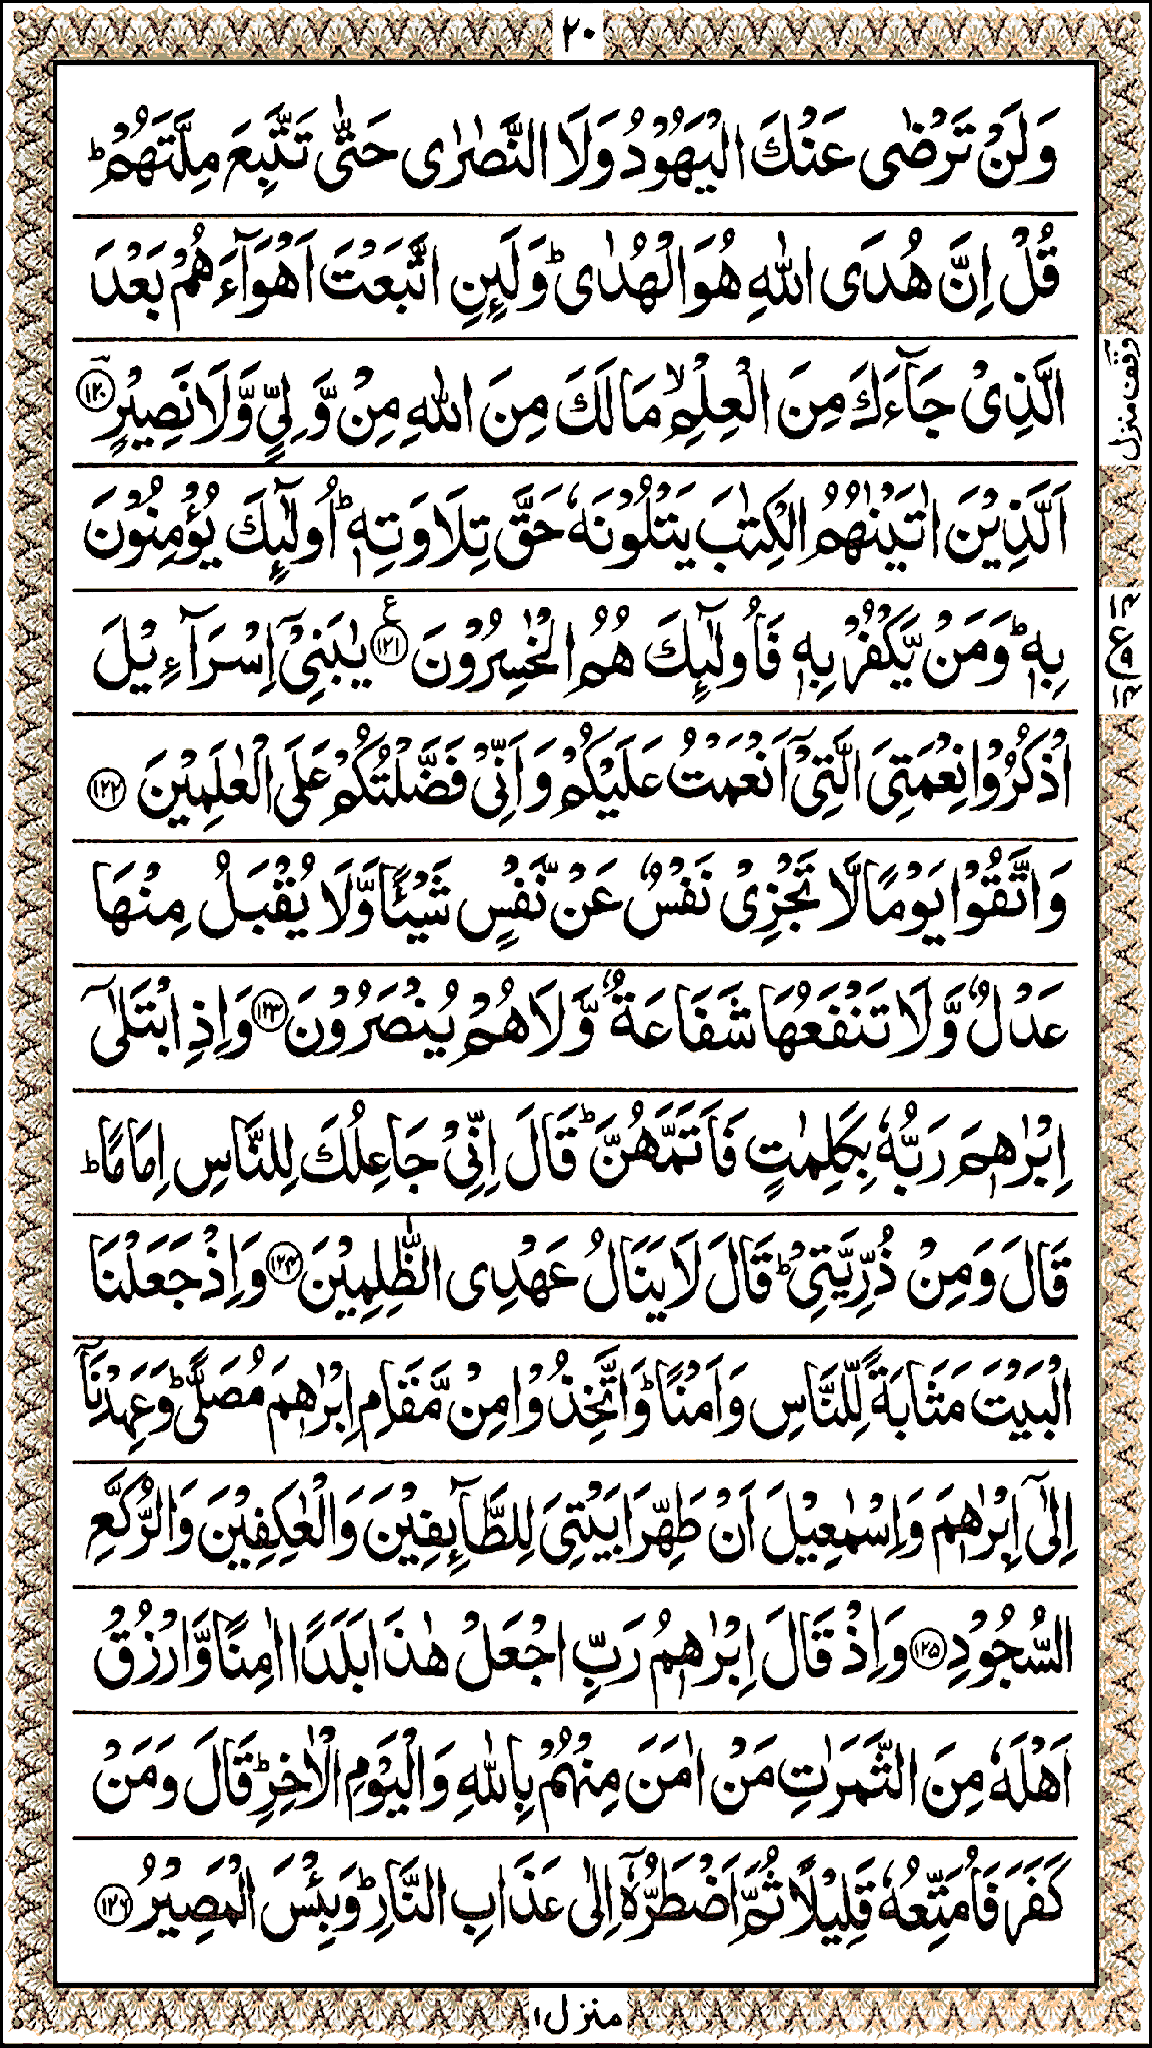 ٢٠
وَلَنْ تَرْضٰى عَنْكَ الْيَهُوْدُ وَلَا النَّصٰرٰى حَتّٰى تَتَّبِعَ مِلَّتَهُمْ ؕ
قُلْ اِنَّ هُدَى اللّٰهِ هُوَ الْهُدٰى ؕ وَلَئِنِ اتَّبَعْتَ اَهْوَآءَهُمْ بَعْدَ
الَّذِىْ جَآءَكَ مِنَ الْعِلْمِ ۙ مَا لَكَ مِنَ اللّٰهِ مِنْ وَّلِىٍّ وَّلَا نَصِيْرٍ ؔ ﴿١٢٠﴾
وقف منزل
اَلَّذِيْنَ اٰتَيْنٰهُمُ الْكِتٰبَ يَتْلُوْنَهٗ حَقَّ تِلَاوَتِهٖ ؕ اُولٰٓئِكَ يُؤْمِنُوْنَ
بِهٖ ؕ وَمَنْ يَّكْفُرْ بِهٖ فَاُولٰٓئِكَ هُمُ الْخٰسِرُوْنَ ﴿١٢١﴾ ع يٰبَنِىْٓ اِسْرَآءِيْلَ
اذْكُرُوْا نِعْمَتِىَ الَّتِىْٓ اَنْعَمْتُ عَلَيْكُمْ وَاَنِّىْ فَضَّلْتُكُمْ عَلَى الْعٰلَمِيْنَ ﴿١٢٢﴾
وَاتَّقُوْا يَوْمًا لَّا تَجْزِىْ نَفْسٌ عَنْ نَّفْسٍ شَيْئًا وَّلَا يُقْبَلُ مِنْهَا
عَدْلٌ وَّلَا تَنْفَعُهَا شَفَاعَةٌ وَّلَا هُمْ يُنْصَرُوْنَ ﴿١٢٣﴾ وَاِذِ ابْتَلٰٓى
اِبْرٰهٖمَ رَبُّهٗ بِكَلِمٰتٍ فَاَتَمَّهُنَّ ؕ قَالَ اِنِّىْ جَاعِلُكَ لِلنَّاسِ اِمَامًا ؕ
قَالَ وَمِنْ ذُرِّيَّتِىْ ؕ قَالَ لَا يَنَالُ عَهْدِى الظّٰلِمِيْنَ ﴿١٢٤﴾ وَاِذْ جَعَلْنَا
الْبَيْتَ مَثَابَةً لِّلنَّاسِ وَاَمْنًا ؕ وَاتَّخِذُوْا مِنْ مَّقَامِ اِبْرٰهٖمَ مُصَلًّى ؕ وَعَهِدْنَآ
اِلٰٓى اِبْرٰهٖمَ وَاِسْمٰعِيْلَ اَنْ طَهِّرَا بَيْتِىَ لِلطَّآئِفِيْنَ وَالْعٰكِفِيْنَ وَالرُّكَّعِ
السُّجُوْدِ ﴿١٢٥﴾ وَاِذْ قَالَ اِبْرٰهٖمُ رَبِّ اجْعَلْ هٰذَا بَلَدًا اٰمِنًا وَّارْزُقْ
اَهْلَهٗ مِنَ الثَّمَرٰتِ مَنْ اٰمَنَ مِنْهُمْ بِاللّٰهِ وَالْيَوْمِ الْاٰخِرِ ؕ قَالَ وَمَنْ
كَفَرَ فَاُمَتِّعُهٗ قَلِيْلًا ثُمَّ اَضْطَرُّهٗٓ اِلٰى عَذَابِ النَّارِ ؕ وَبِئْسَ الْمَصِيْرُ ﴿١٢٦﴾
منزل ١